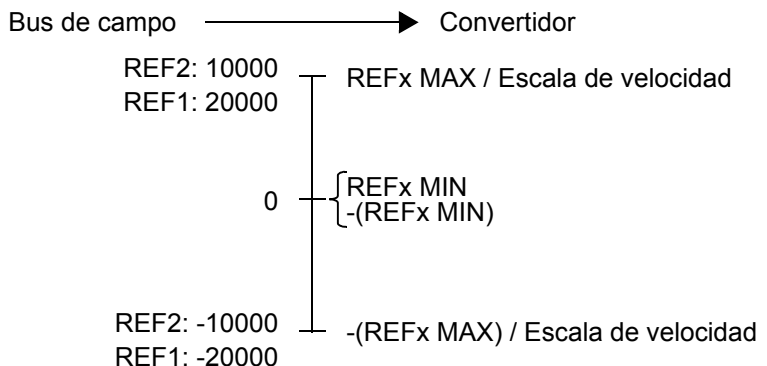 Bus de campo Convertidor
REF2: 10000 REFx MAX / Escala de velocidad
REF1: 20000
REFx MIN
0
-(REFx MIN)
REF2: -10000 -(REFx MAX) / Escala de velocidad
REF1: -20000